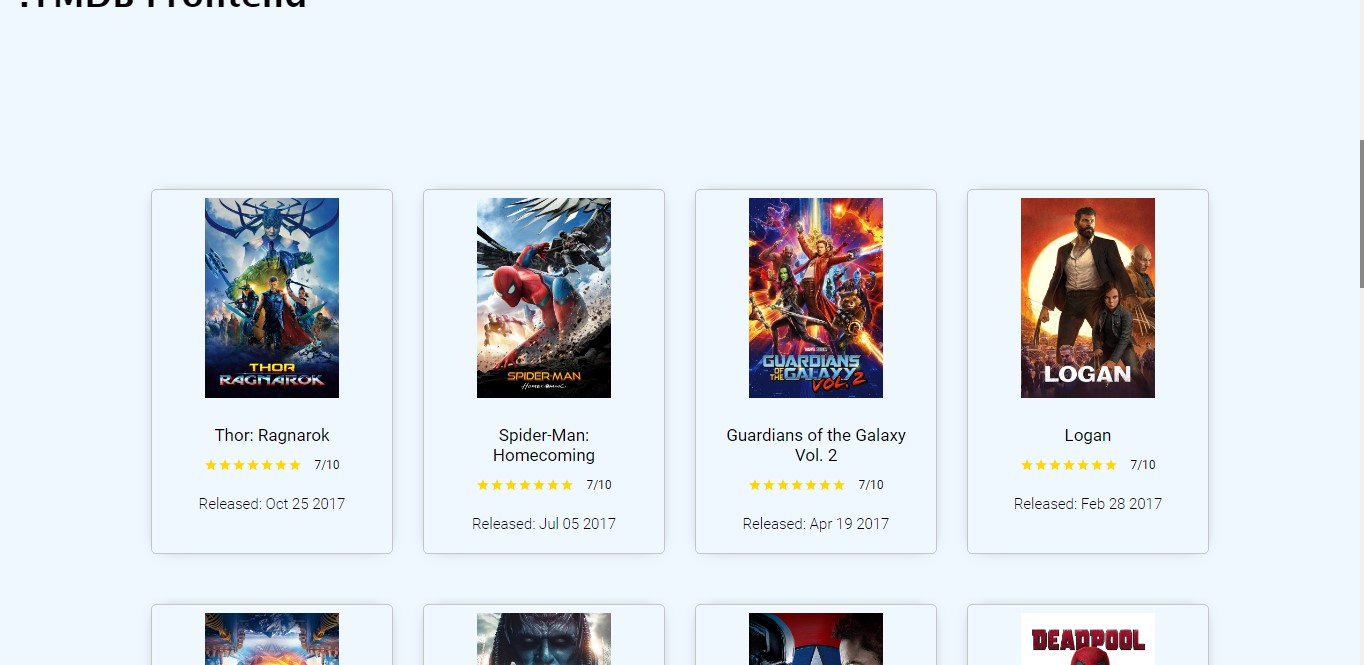 :TMDB Frontend
THOR
RAGNAROK
SPIDER-MAN
HOMECOMING
MARVEL STUDIOS
GUARDIANS
OF THE GALAXY
VOL. 2
LOGAN
Thor: Ragnarok
7/10
Released: Oct 25 2017
Spider-Man:
Homecoming
7/10
Released: Jul 05 2017
Guardians of the Galaxy
Vol. 2
7/10
Released: Apr 19 2017
Logan
7/10
Released: Feb 28 2017
DEADPOOL